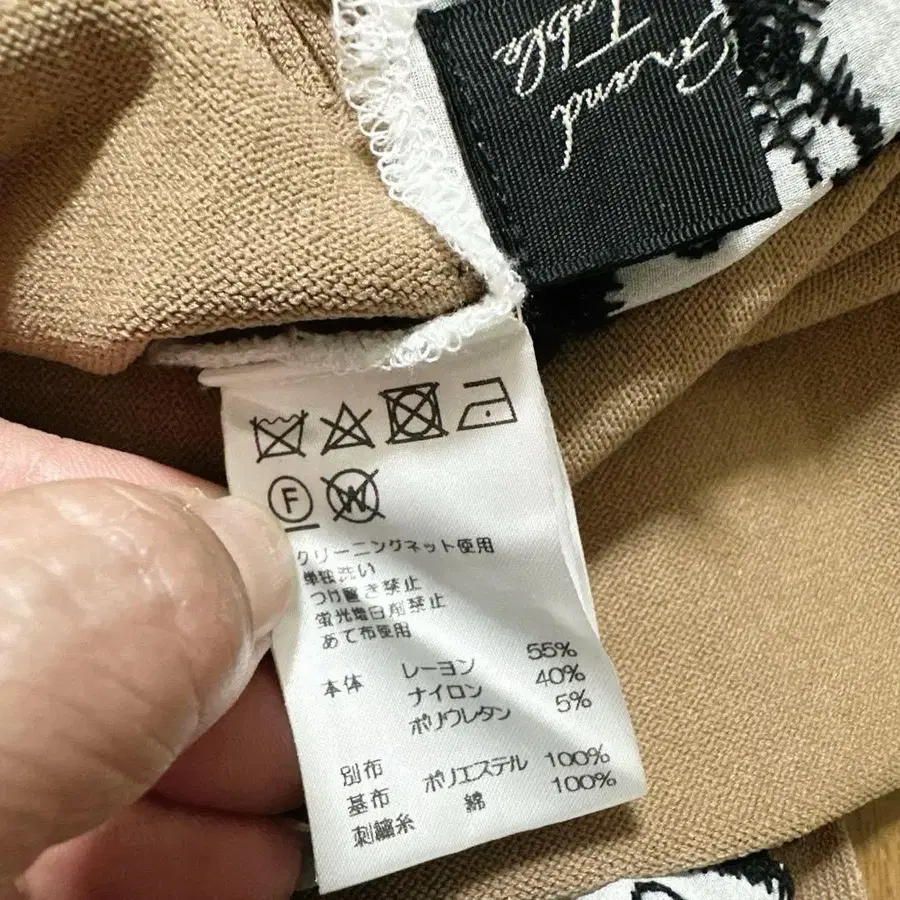 Grand
Table
F
W
クリーニングネット使用
単独洗い
つけ置き禁止
蛍光増白剤禁止
あて布使用
本体 レーヨン 55%
ナイロン 40%
ポリウレタン 5%
別布
基布 ポリエステル 100%
刺繍糸 綿 100%